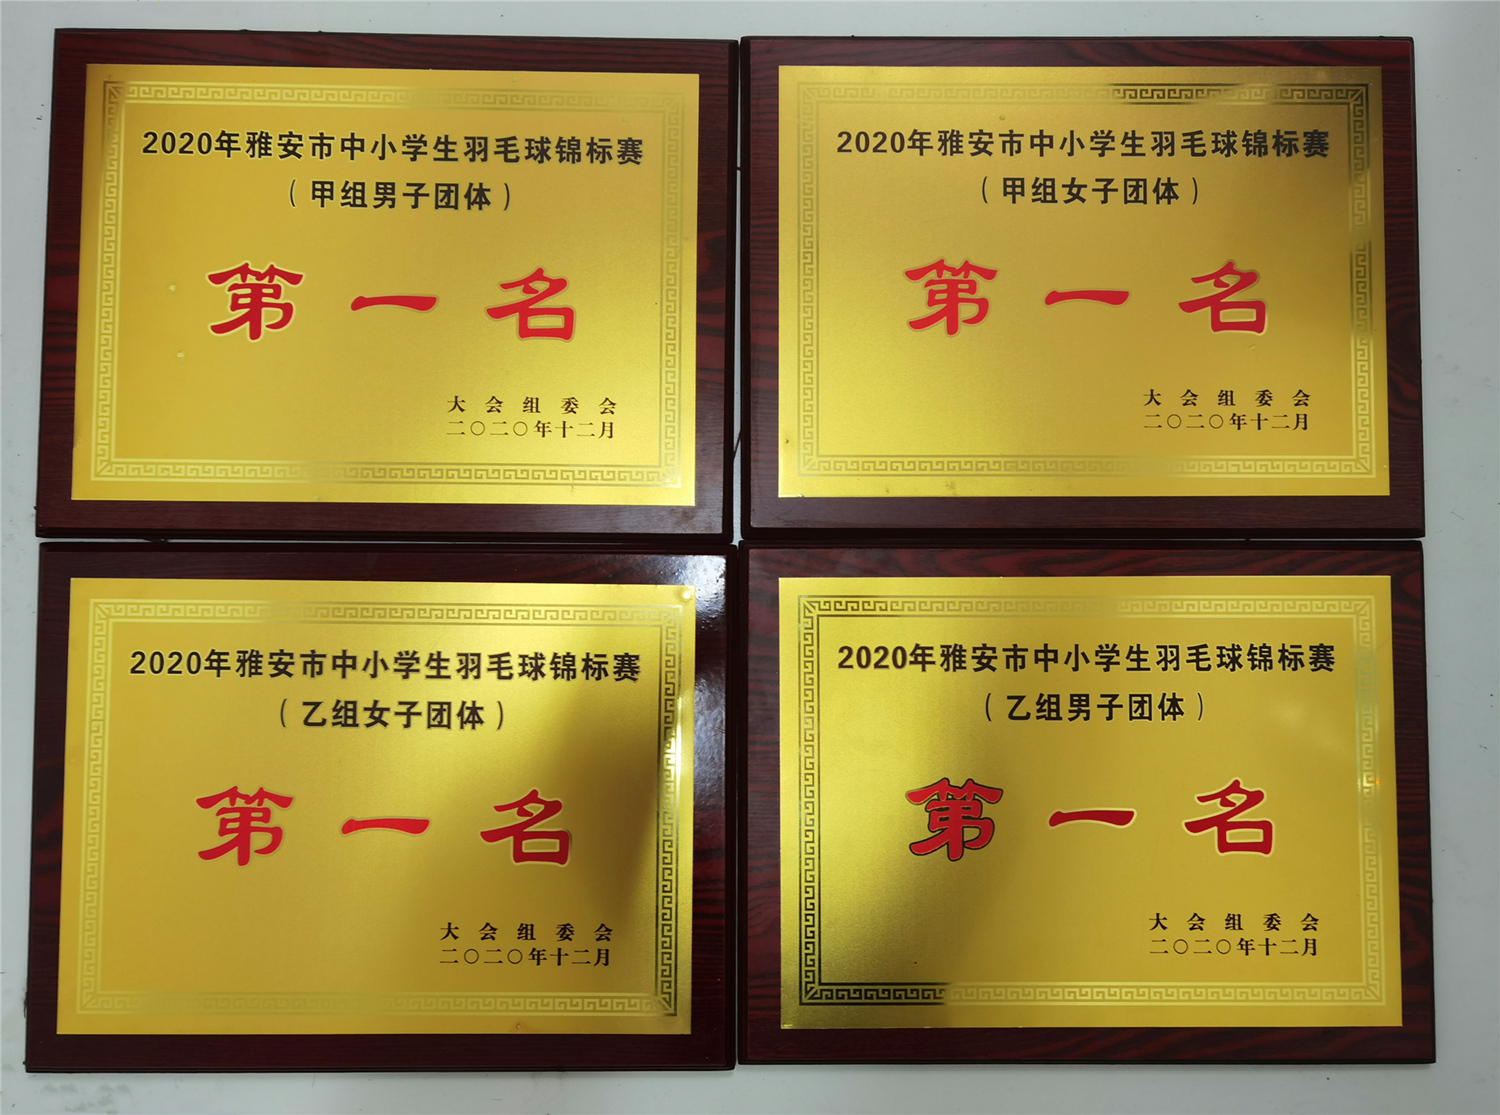 2020年雅安市中小学生羽毛球锦标赛
（甲组男子团体）
第一名
大会组委会
二〇二〇年十二月
2020年雅安市中小学生羽毛球锦标赛
（甲组女子团体）
第一名
大会组委会
二〇二〇年十二月
2020年雅安市中小学生羽毛球锦标赛
（乙组女子团体）
第一名
大会组委会
二〇二〇年十二月
2020年雅安市中小学生羽毛球锦标赛
（乙组男子团体）
第一名
大会组委会
二〇二〇年十二月